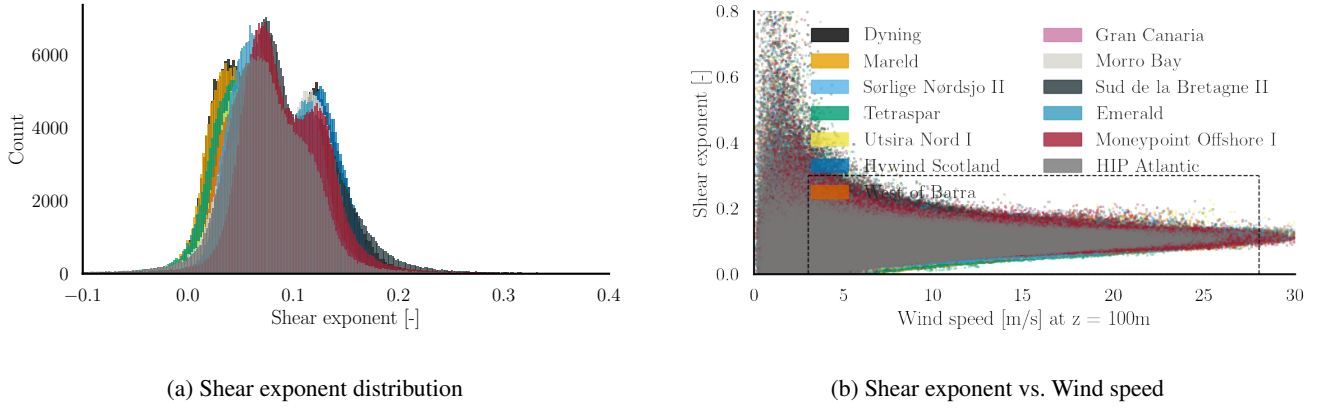 6000
4000
2000
0
Count
−0.1
0.0
0.1
0.2
0.3
0.4
Shear exponent [-]
(a) Shear exponent distribution
0.8
0.6
0.4
0.2
0.0
Shear exponent [-]
Dyning
Mareld
Sørlige Nørdsjo II
Tetraspar
Utsira Nord I
Hywind Scotland
West of Barra
Gran Canaria
Morro Bay
Sud de la Bretagne II
Emerald
Moneypoint Offshore I
HIP Atlantic
0
5
10
15
20
25
30
Wind speed [m/s] at z = 100m
(b) Shear exponent vs. Wind speed